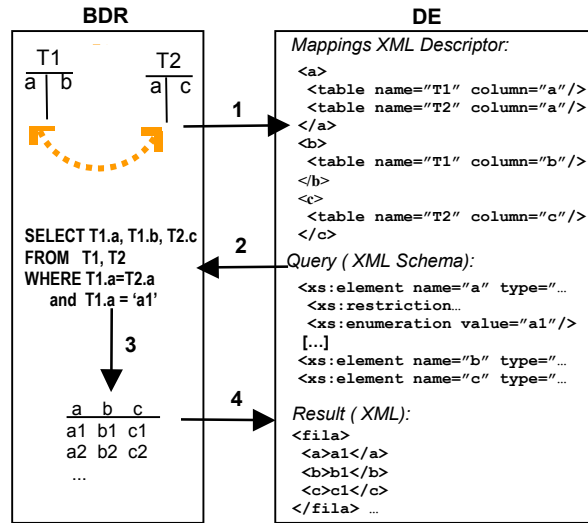 BDR
DE
T1
a b
T2
a c
1
Mappings XML Descriptor:
<a>
<table name="T1" column="a"/>
<table name="T2" column="a"/>
</a>
<b>
<table name="T1" column="b"/>
</b>
<c>
<table name="T2" column="c"/>
</c>
SELECT T1.a, T1.b, T2.c
FROM T1, T2
WHERE T1.a=T2.a
and T1.a = ‘a1’
2
Query ( XML Schema):
<xs:element name="a" type="…
<xs:restriction…
<xs:enumeration value="a1"/>
[…]
<xs:element name="b" type="…
<xs:element name="c" type="…
3
a b c
a1 b1 c1
a2 b2 c2
...
4
Result ( XML):
<fila>
<a>a1</a>
<b>b1</b>
<c>c1</c>
</fila> …